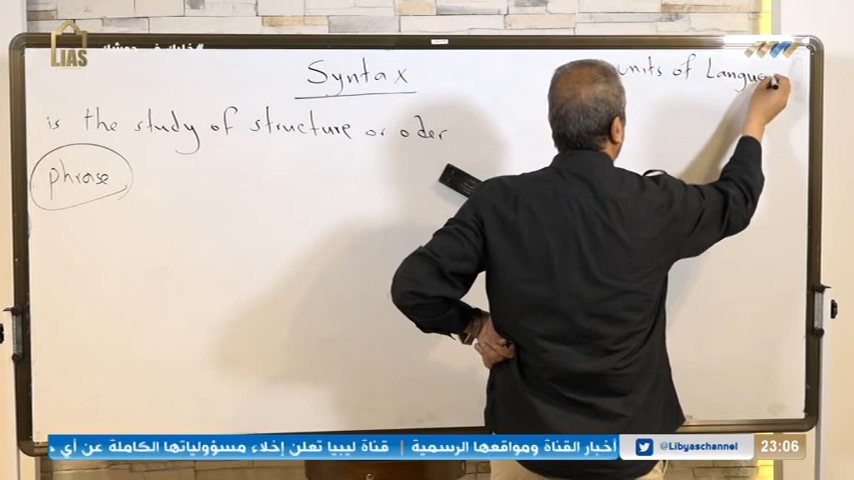 LIAS
Syntax
units of Langua
is the study of structure or oder
phrase
أخبار القناة ومواقعها الرسمية | قناة ليبيا تعلن إخلاء مسؤولياتها الكاملة عن أي
@Libyaschannel
23:06